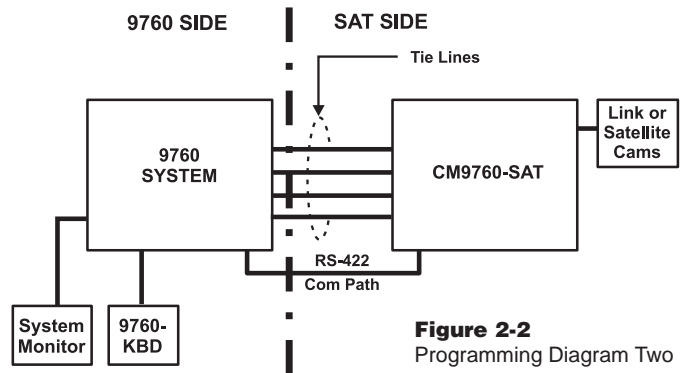 9760 SIDE
SAT SIDE
Tie Lines
9760
SYSTEM
CM9760-SAT
Link or
Satellite
Cams
RS-422
Com Path
System
Monitor
9760-
KBD
Figure 2-2
Programming Diagram Two